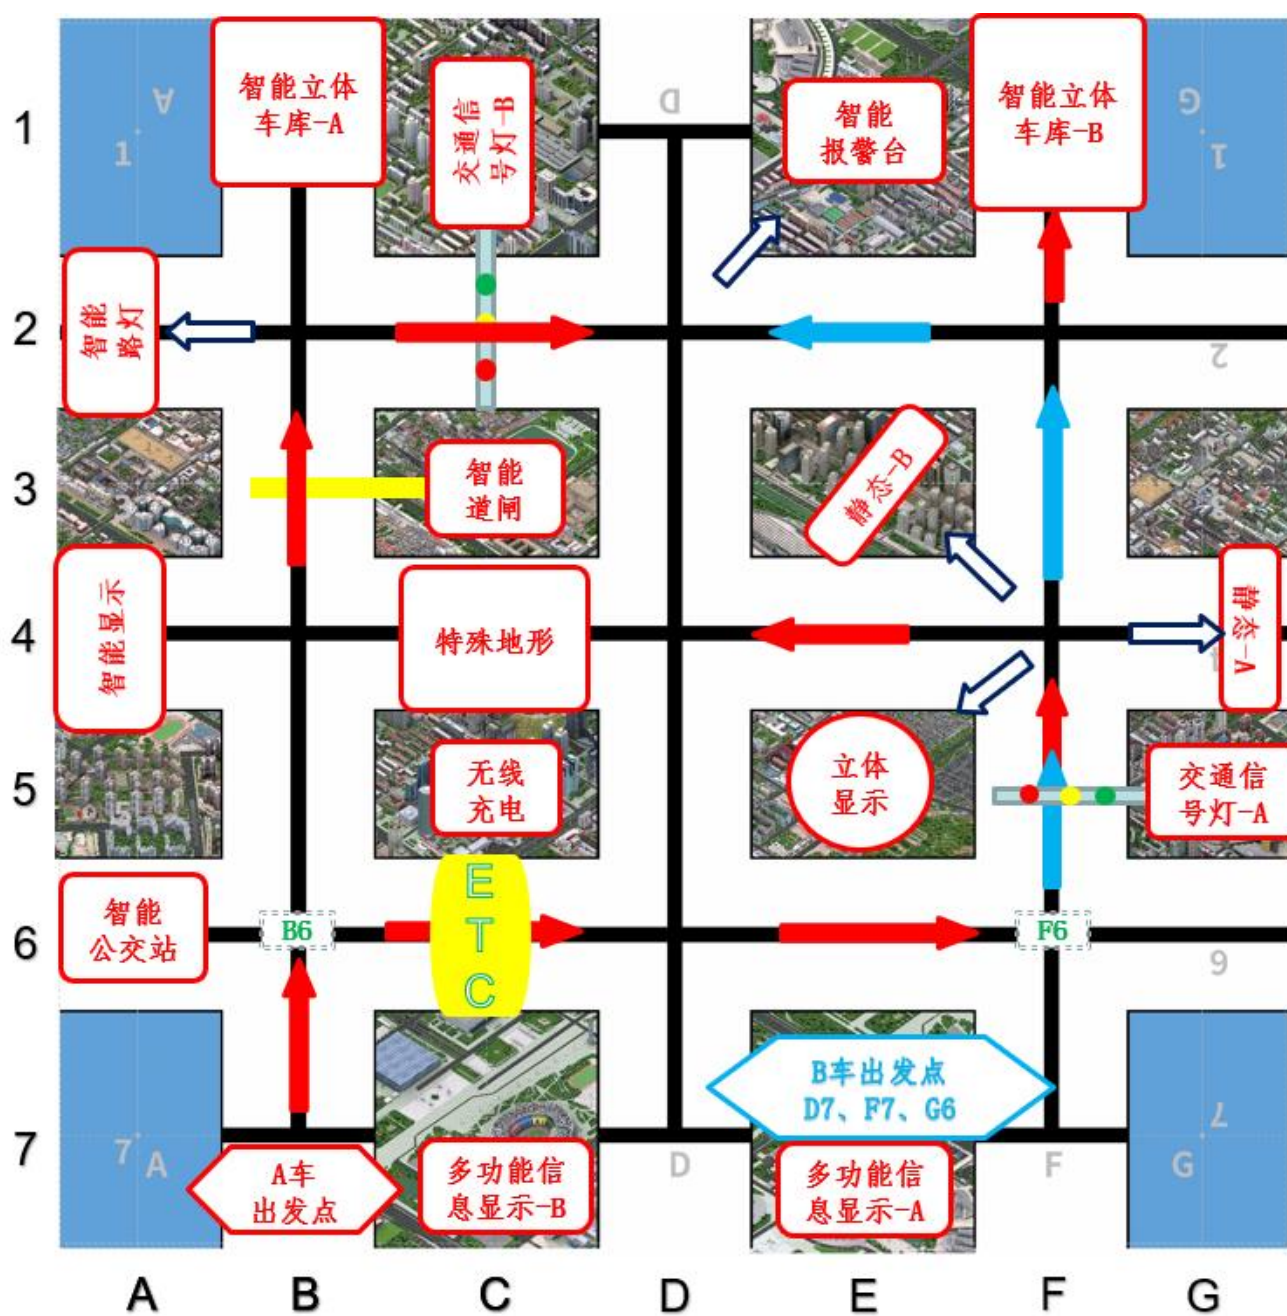 A
1
智能立体
车库-A
交通信
号灯-B
D
智能
报警台
智能立体
车库-B
G
1
1
智能
路灯
2
2
3
智能
道闸
静态-B
智能显示
4
特殊地形
静态-A
5
无线
充电
立体
显示
交通信
号灯-A
E
T
C
智能
公交站
6
B6
F6
6
B车出发点
D7、F7、G6
7
7
A
D
F
G
7
A车
出发点
多功能信
息显示-B
多功能信
息显示-A
A
B
C
D
E
F
G